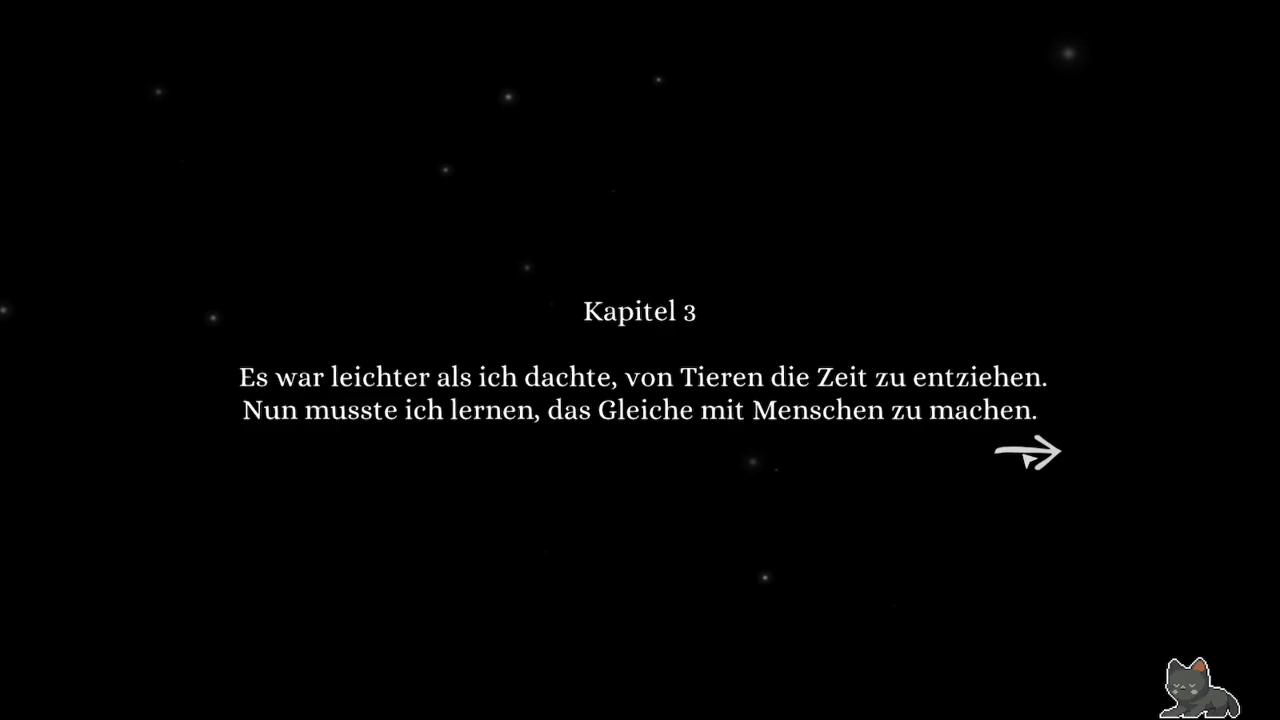 Kapitel 3
Es war leichter als ich dachte, von Tieren die Zeit zu entziehen.
Nun musste ich lernen, das Gleiche mit Menschen zu machen.